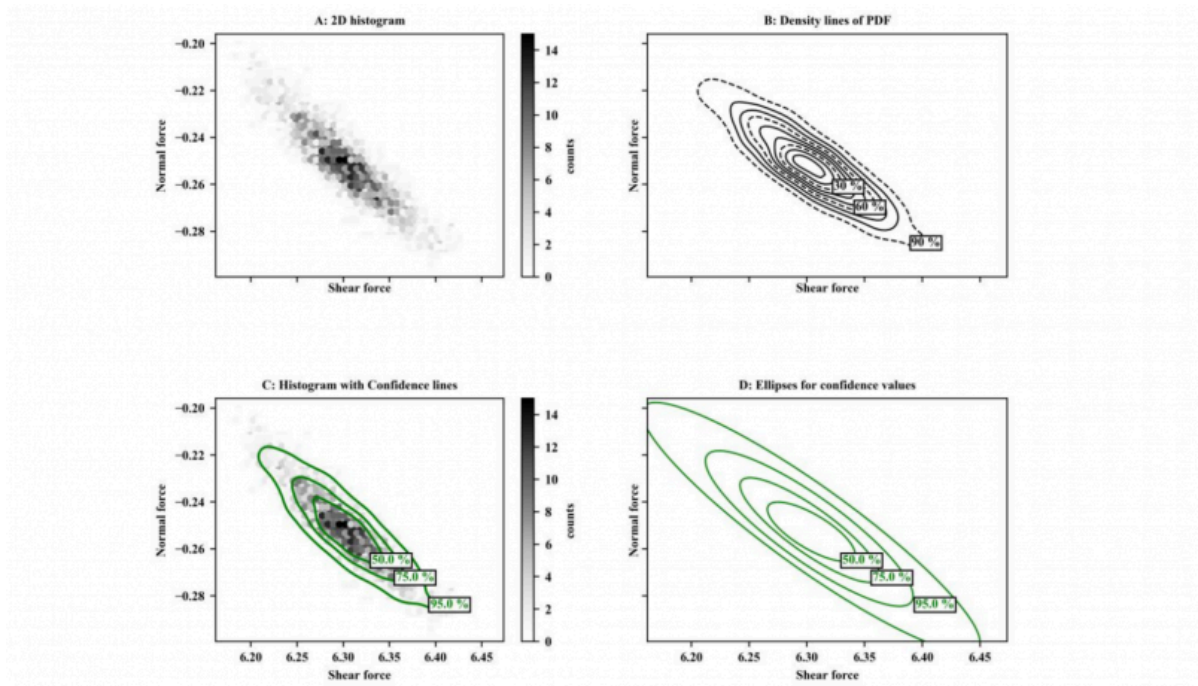 A: 2D histogram
−0.20
−0.22
−0.24
−0.26
−0.28
Normal force
Shear force
14
12
10
8
6
4
2
0
counts
B: Density lines of PDF
Normal force
30 %
60 %
90 %
Shear force
C: Histogram with Confidence lines
−0.20
−0.22
−0.24
−0.26
−0.28
Normal force
50.0 %
75.0 %
95.0 %
6.20 6.25 6.30 6.35 6.40 6.45
Shear force
14
12
10
8
6
4
2
0
counts
D: Ellipses for confidence values
Normal force
50.0 %
75.0 %
95.0 %
6.20 6.25 6.30 6.35 6.40 6.45
Shear force